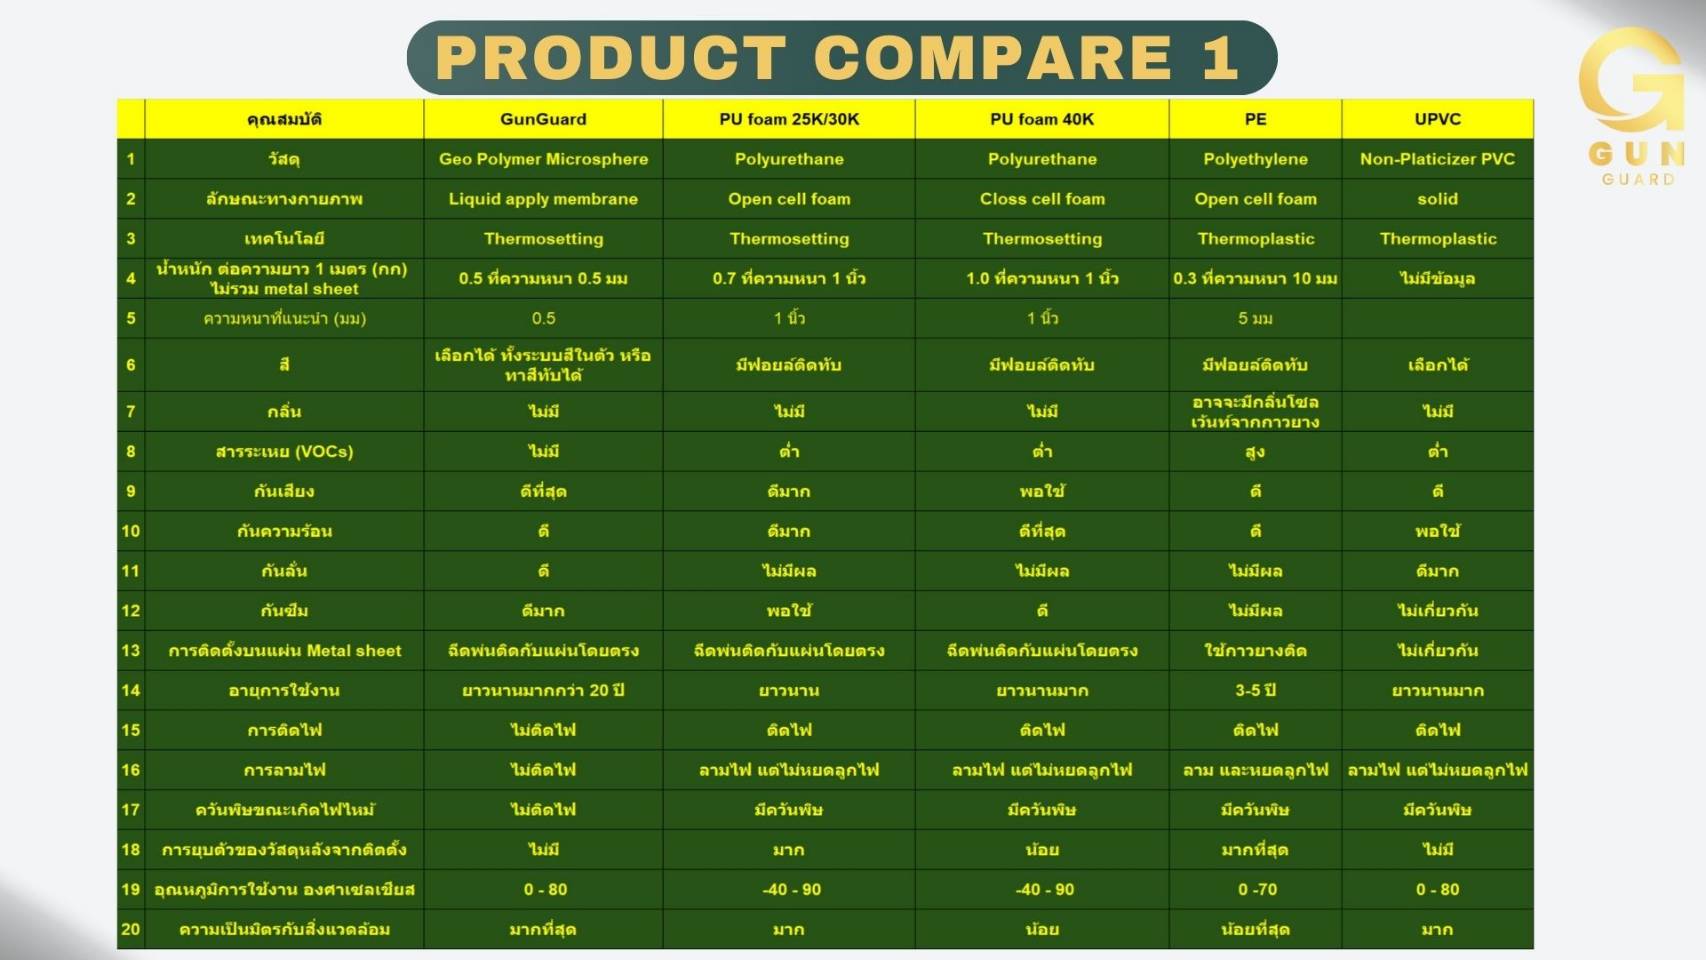 PRODUCT COMPARE 1
GUN
GUARD
คุณสมบัติ GunGuard PU foam 25K/30K PU foam 40K PE UPVC
1 วัสดุ Geo Polymer Microsphere Polyurethane Polyurethane Polyethylene Non-Platicizer PVC
2 ลักษณะทางกายภาพ Liquid apply membrane Open cell foam Closs cell foam Open cell foam solid
3 เทคโนโลยี Thermosetting Thermosetting Thermosetting Thermoplastic Thermoplastic
4 น้ำหนัก ต่อความยาว 1 เมตร (กก) ไม่รวม metal sheet 0.5 ที่ความหนา 0.5 มม 0.7 ที่ความหนา 1 นิ้ว 1.0 ที่ความหนา 1 นิ้ว 0.3 ที่ความหนา 10 มม ไม่มีข้อมูล
5 ความหนาที่แนะนำ (มม) 0.5 1 นิ้ว 1 นิ้ว 5 มม
6 สี เลือกได้ ทั้งระบบสีในตัว หรือ ทาสีทับได้ มีฟอยล์ติดทับ มีฟอยล์ติดทับ มีฟอยล์ติดทับ เลือกได้
7 กลิ่น ไม่มี ไม่มี ไม่มี อาจจะมีกลิ่นโซล เว้นท์จากกาวยาง ไม่มี
8 สารระเหย (VOCs) ไม่มี ต่ำ ต่ำ สูง ต่ำ
9 กันเสียง ดีที่สุด ดีมาก พอใช้ ดี ดี
10 กันความร้อน ดี ดีมาก ดีที่สุด ดี พอใช้
11 กันลั่น ดี ไม่มีผล ไม่มีผล ไม่มีผล ดีมาก
12 กันซึม ดีมาก พอใช้ ดี ไม่มีผล ไม่เกี่ยวกัน
13 การติดตั้งบนแผ่น Metal sheet ฉีดพ่นติดกับแผ่นโดยตรง ฉีดพ่นติดกับแผ่นโดยตรง ฉีดพ่นติดกับแผ่นโดยตรง ใช้กาวยางติด ไม่เกี่ยวกัน
14 อายุการใช้งาน ยาวนานมากกว่า 20 ปี ยาวนาน ยาวนานมาก 3-5 ปี ยาวนานมาก
15 การติดไฟ ไม่ติดไฟ ติดไฟ ติดไฟ ติดไฟ ติดไฟ
16 การลามไฟ ไม่ติดไฟ ลามไฟ แต่ไม่หยดลูกไฟ ลามไฟ แต่ไม่หยดลูกไฟ ลาม และหยดลูกไฟ ลามไฟ แต่ไม่หยดลูกไฟ
17 ควันพิษขณะเกิดไฟไหม้ ไม่ติดไฟ มีควันพิษ มีควันพิษ มีควันพิษ มีควันพิษ
18 การยุบตัวของวัสดุหลังจากติดตั้ง ไม่มี มาก น้อย มากที่สุด ไม่มี
19 อุณหภูมิการใช้งาน องศาเซลเซียส 0 - 80 -40 - 90 -40 - 90 0 -70 0 - 80
20 ความเป็นมิตรกับสิ่งแวดล้อม มากที่สุด มาก น้อย น้อยที่สุด มาก